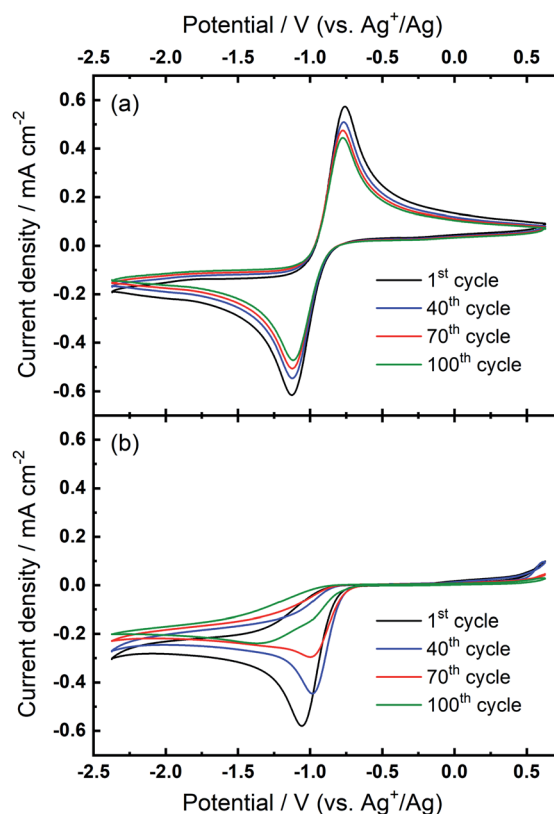 Potential / V (vs. Ag⁺/Ag)
-2.5 -2.0 -1.5 -1.0 -0.5 0.0 0.5
(a)
Current density / mA cm⁻²
0.6
0.4
0.2
0.0
-0.2
-0.4
-0.6
1ˢᵗ cycle
40ᵗʰ cycle
70ᵗʰ cycle
100ᵗʰ cycle
(b)
Current density / mA cm⁻²
0.6
0.4
0.2
0.0
-0.2
-0.4
-0.6
1ˢᵗ cycle
40ᵗʰ cycle
70ᵗʰ cycle
100ᵗʰ cycle
-2.5 -2.0 -1.5 -1.0 -0.5 0.0 0.5
Potential / V (vs. Ag⁺/Ag)